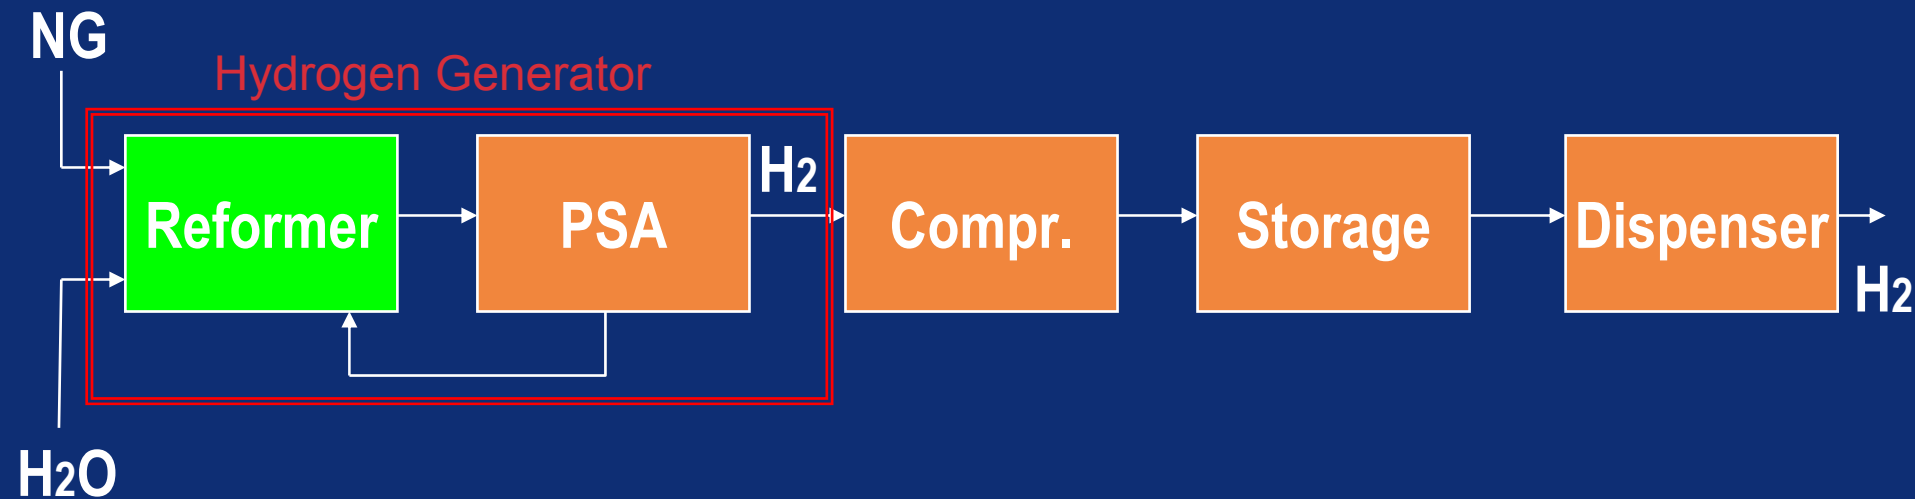 NG
Hydrogen Generator
Reformer
PSA
H2
Compr.
Storage
Dispenser
H2
H2O